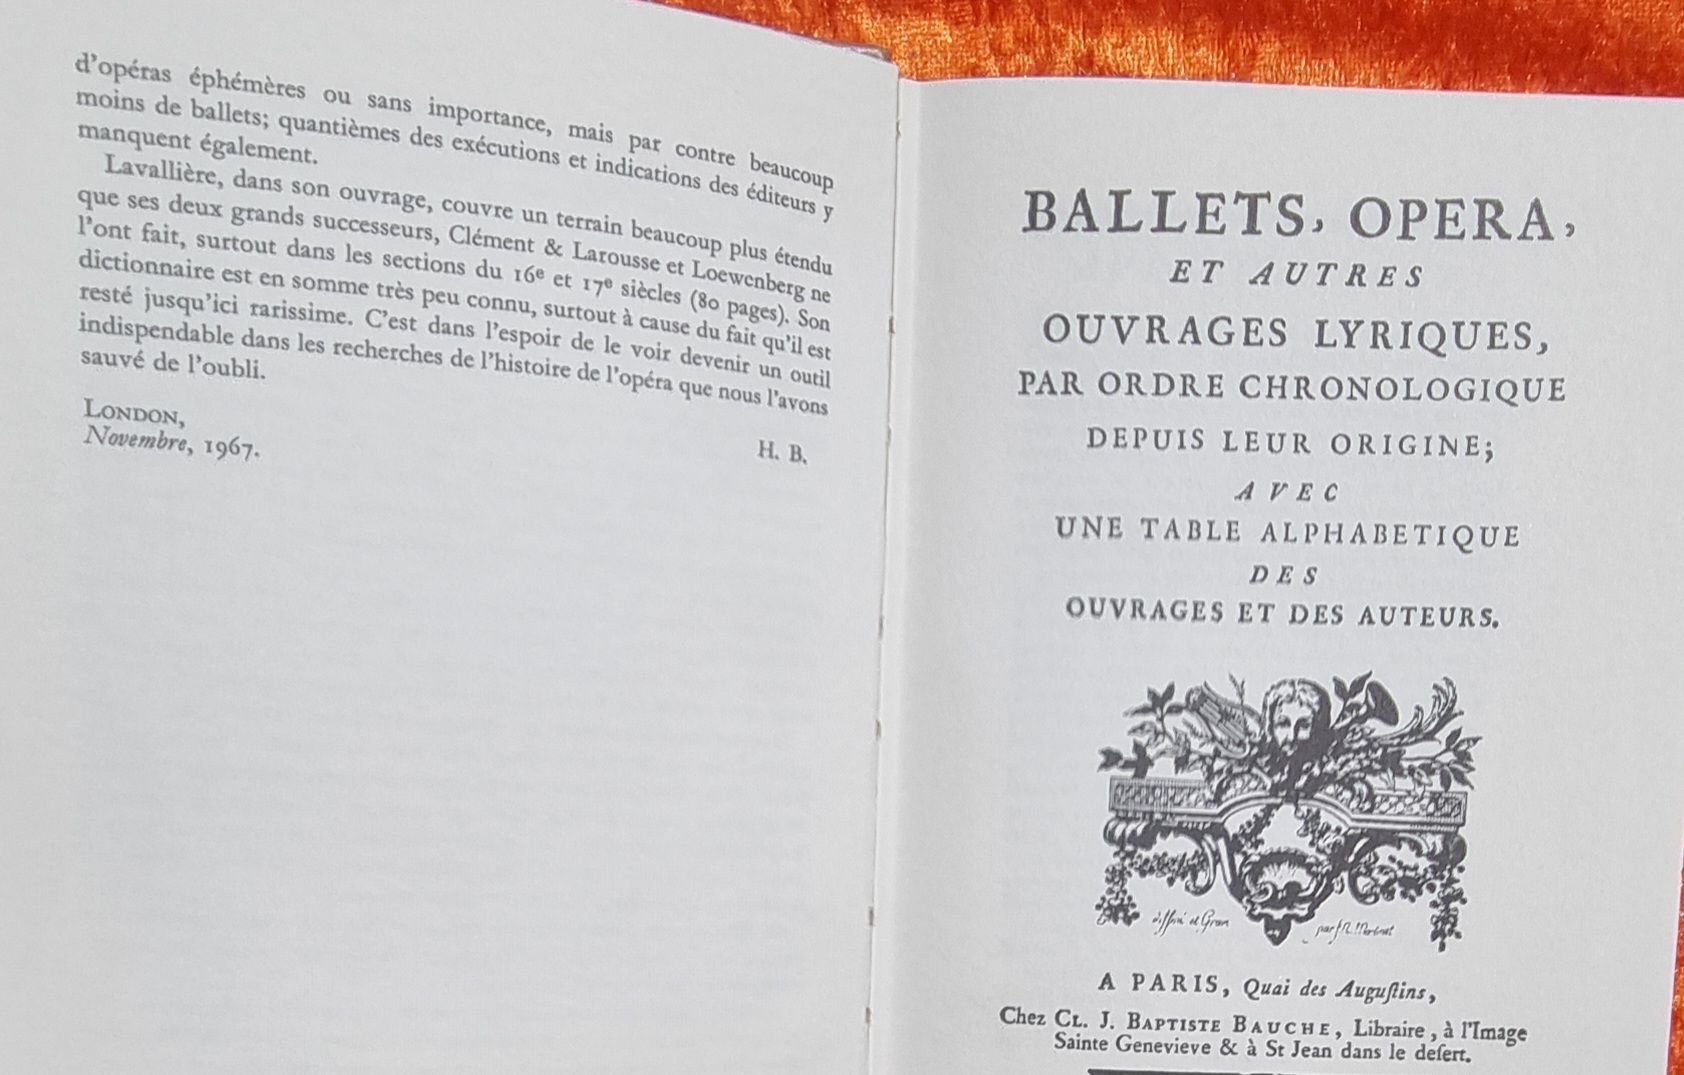 d'opéras éphémères ou sans importance, mais par contre beaucoup
moins de ballets; quantièmes des exécutions et indications des éditeurs y
manquent également.
Lavallière, dans son ouvrage, couvre un terrain beaucoup plus étendu
que ses deux grands successeurs, Clément & Larousse et Loewenberg ne
l'ont fait, surtout dans les sections du 16e et 17e siècles (80 pages). Son
dictionnaire est en somme très peu connu, surtout à cause du fait qu'il est
resté jusqu'ici rarissime. C'est dans l'espoir de le voir devenir un outil
indispendable dans les recherches de l'histoire de l'opéra que nous l'avons
sauvé de l'oubli.
LONDON,
Novembre, 1967.
H. B.
BALLETS, OPERA,
ET AUTRES
OUVRAGES LYRIQUES,
PAR ORDRE CHRONOLOGIQUE
DEPUIS LEUR ORIGINE;
AVEC
UNE TABLE ALPHABETIQUE
DES
OUVRAGES ET DES AUTEURS.
A PARIS, Quai des Auguſtins,
Chez CL. J. BAPTISTE BAUCHE, Libraire, à l'Image
Sainte Genevieve & à St Jean dans le deſert.